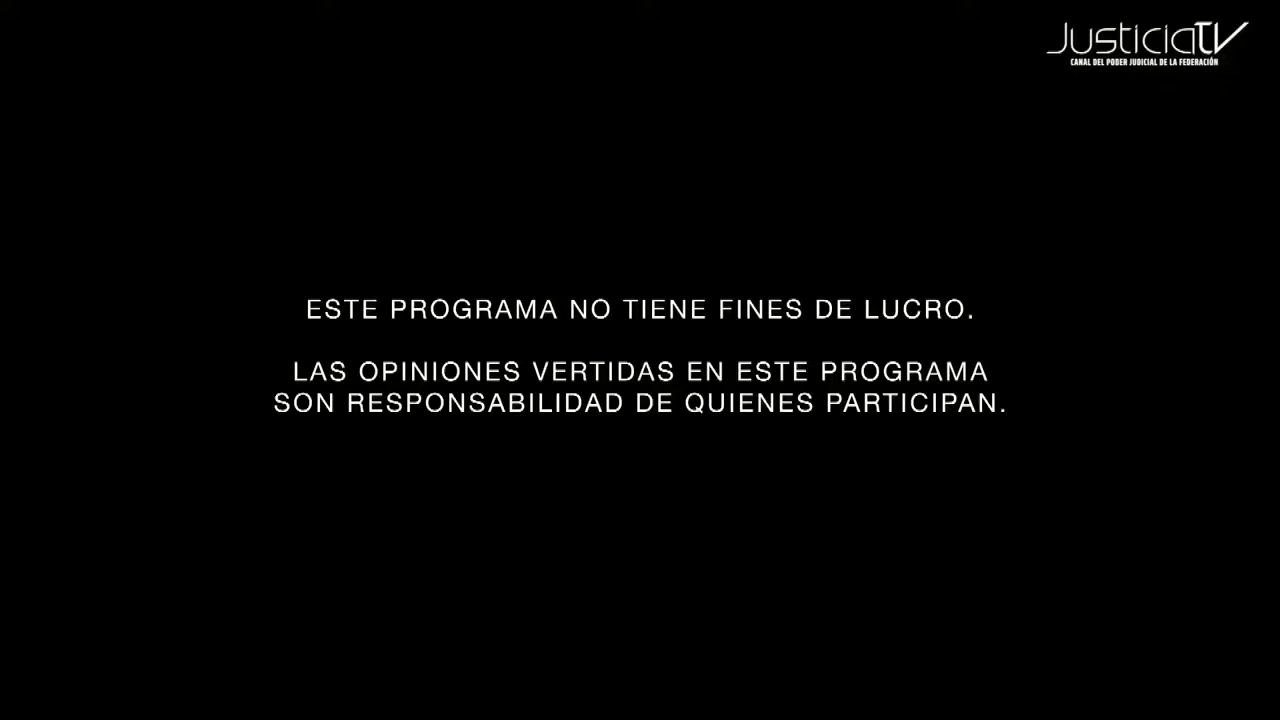 JusticiaTV
CANAL DEL PODER JUDICIAL DE LA FEDERACIÓN
ESTE PROGRAMA NO TIENE FINES DE LUCRO.
LAS OPINIONES VERTIDAS EN ESTE PROGRAMA
SON RESPONSABILIDAD DE QUIENES PARTICIPAN.